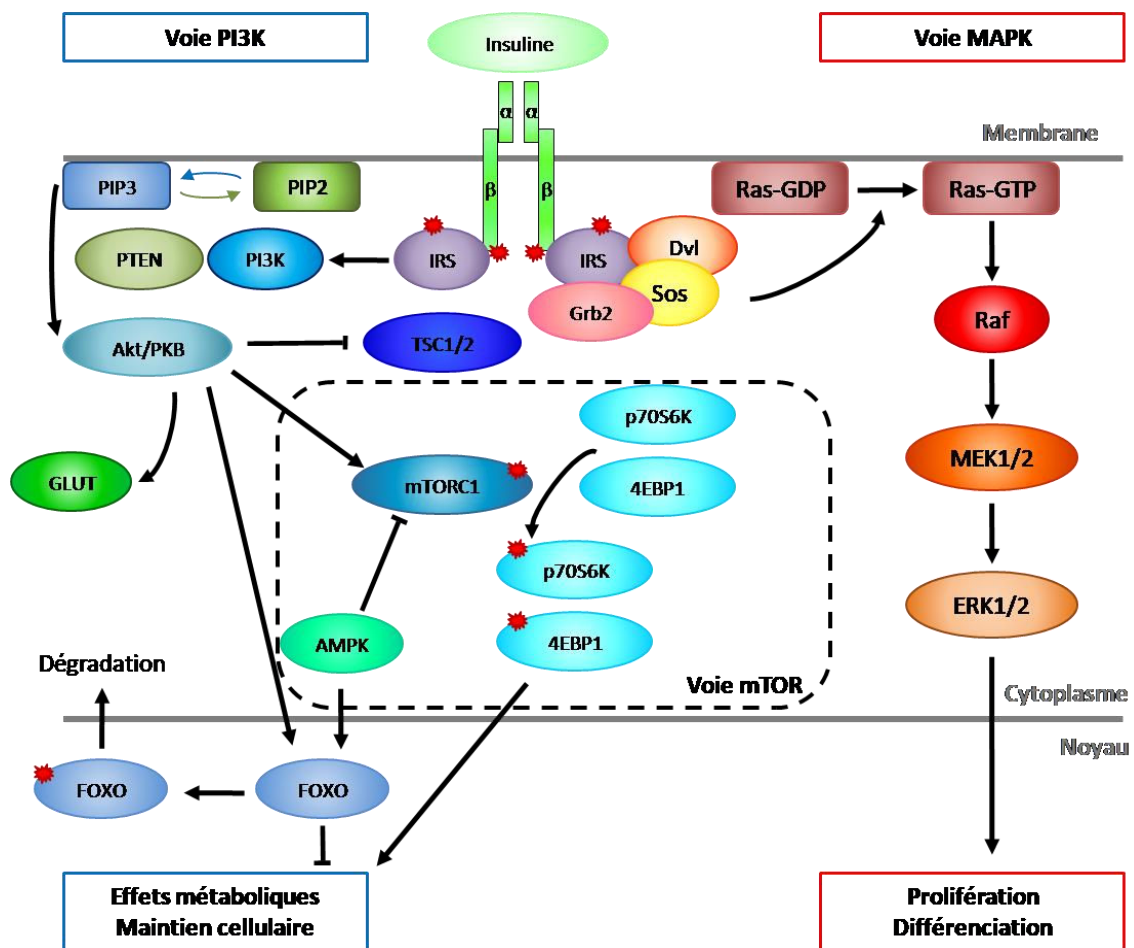 Voie PI3K
Insuline
Voie MAPK
α
α
Membrane
PIP3
PIP2
β
β
Ras-GDP
Ras-GTP
PTEN
PI3K
IRS
IRS
Dvl
Sos
Grb2
Raf
Akt/PKB
TSC1/2
p70S6K
MEK1/2
GLUT
mTORC1
4EBP1
p70S6K
ERK1/2
AMPK
4EBP1
Dégradation
Voie mTOR
Cytoplasme
Noyau
FOXO
FOXO
Effets métaboliques
Maintien cellulaire
Prolifération
Différenciation